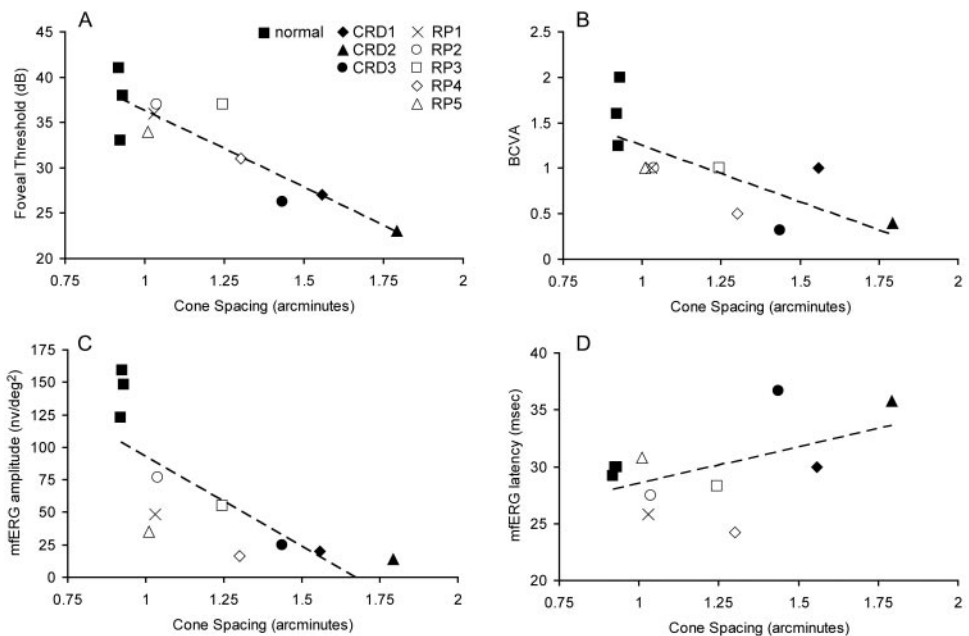 A
■ normal ◆ CRD1 × RP1
▲ CRD2 ○ RP2
● CRD3 □ RP3
◇ RP4
△ RP5
Foveal Threshold (dB)
45
40
35
30
25
20
0.75 1 1.25 1.5 1.75 2
Cone Spacing (arcminutes)
B
BCVA
2.5
2
1.5
1
0.5
0
0.75 1 1.25 1.5 1.75 2
Cone Spacing (arcminutes)
C
mfERG amplitude (nv/deg²)
175
150
125
100
75
50
25
0
0.75 1 1.25 1.5 1.75 2
Cone Spacing (arcminutes)
D
mfERG latency (msec)
40
35
30
25
20
0.75 1 1.25 1.5 1.75 2
Cone Spacing (arcminutes)